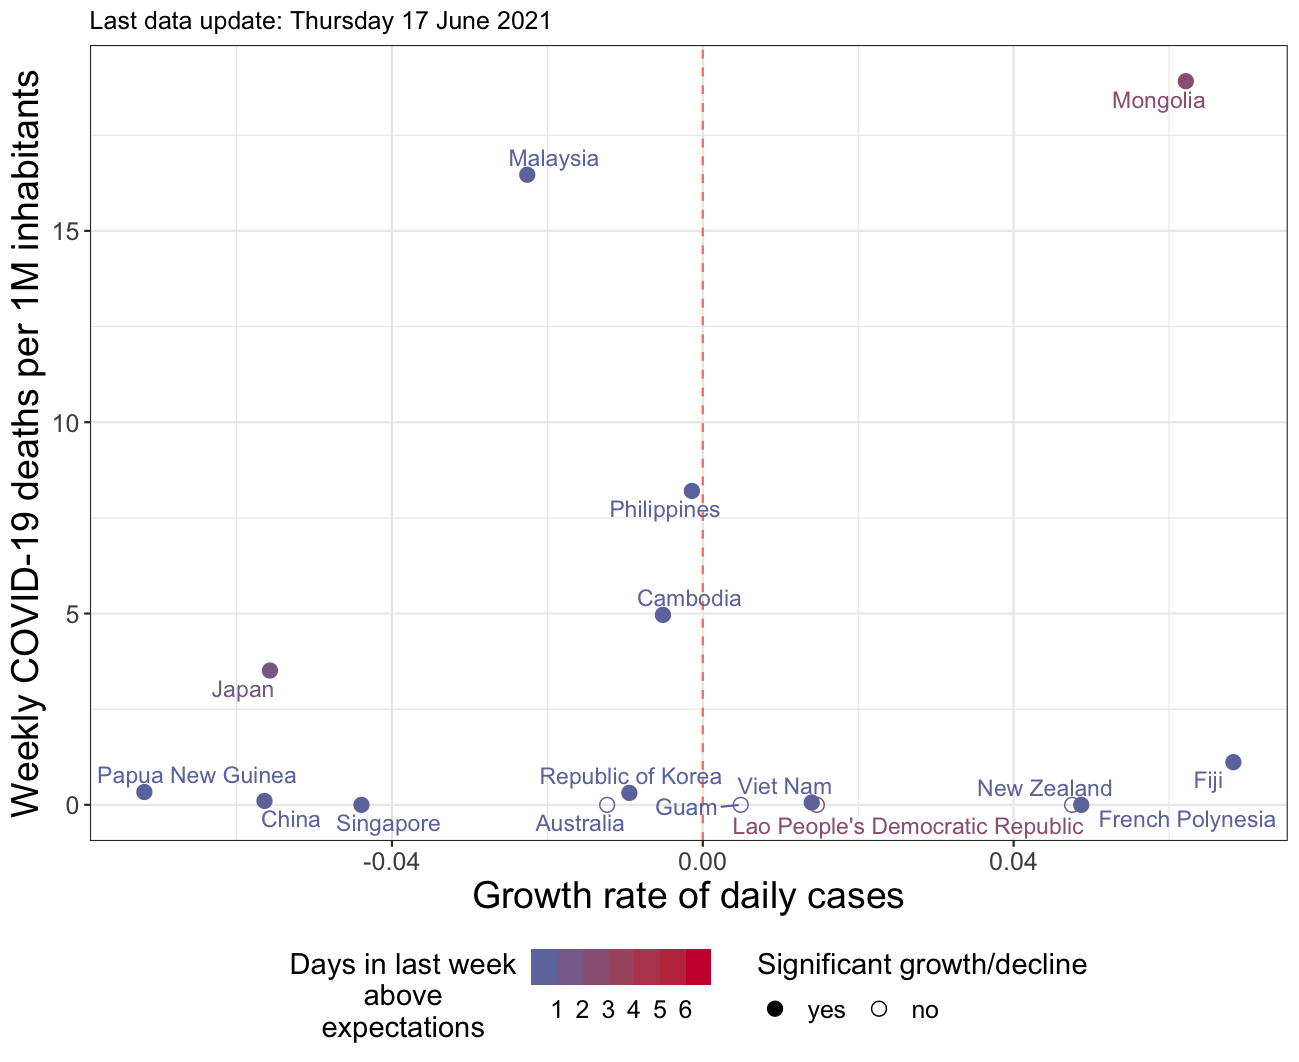 Last data update: Thursday 17 June 2021
Weekly COVID-19 deaths per 1M inhabitants
15
10
5
0
Mongolia
Malaysia
Philippines
Cambodia
Japan
Papua New Guinea
Republic of Korea
Viet Nam
New Zealand
Fiji
Guam
China
Singapore
Australia
Lao People's Democratic Republic
French Polynesia
-0.04
0.00
0.04
Growth rate of daily cases
Days in last week
above
expectations
1 2 3 4 5 6
Significant growth/decline
yes
no